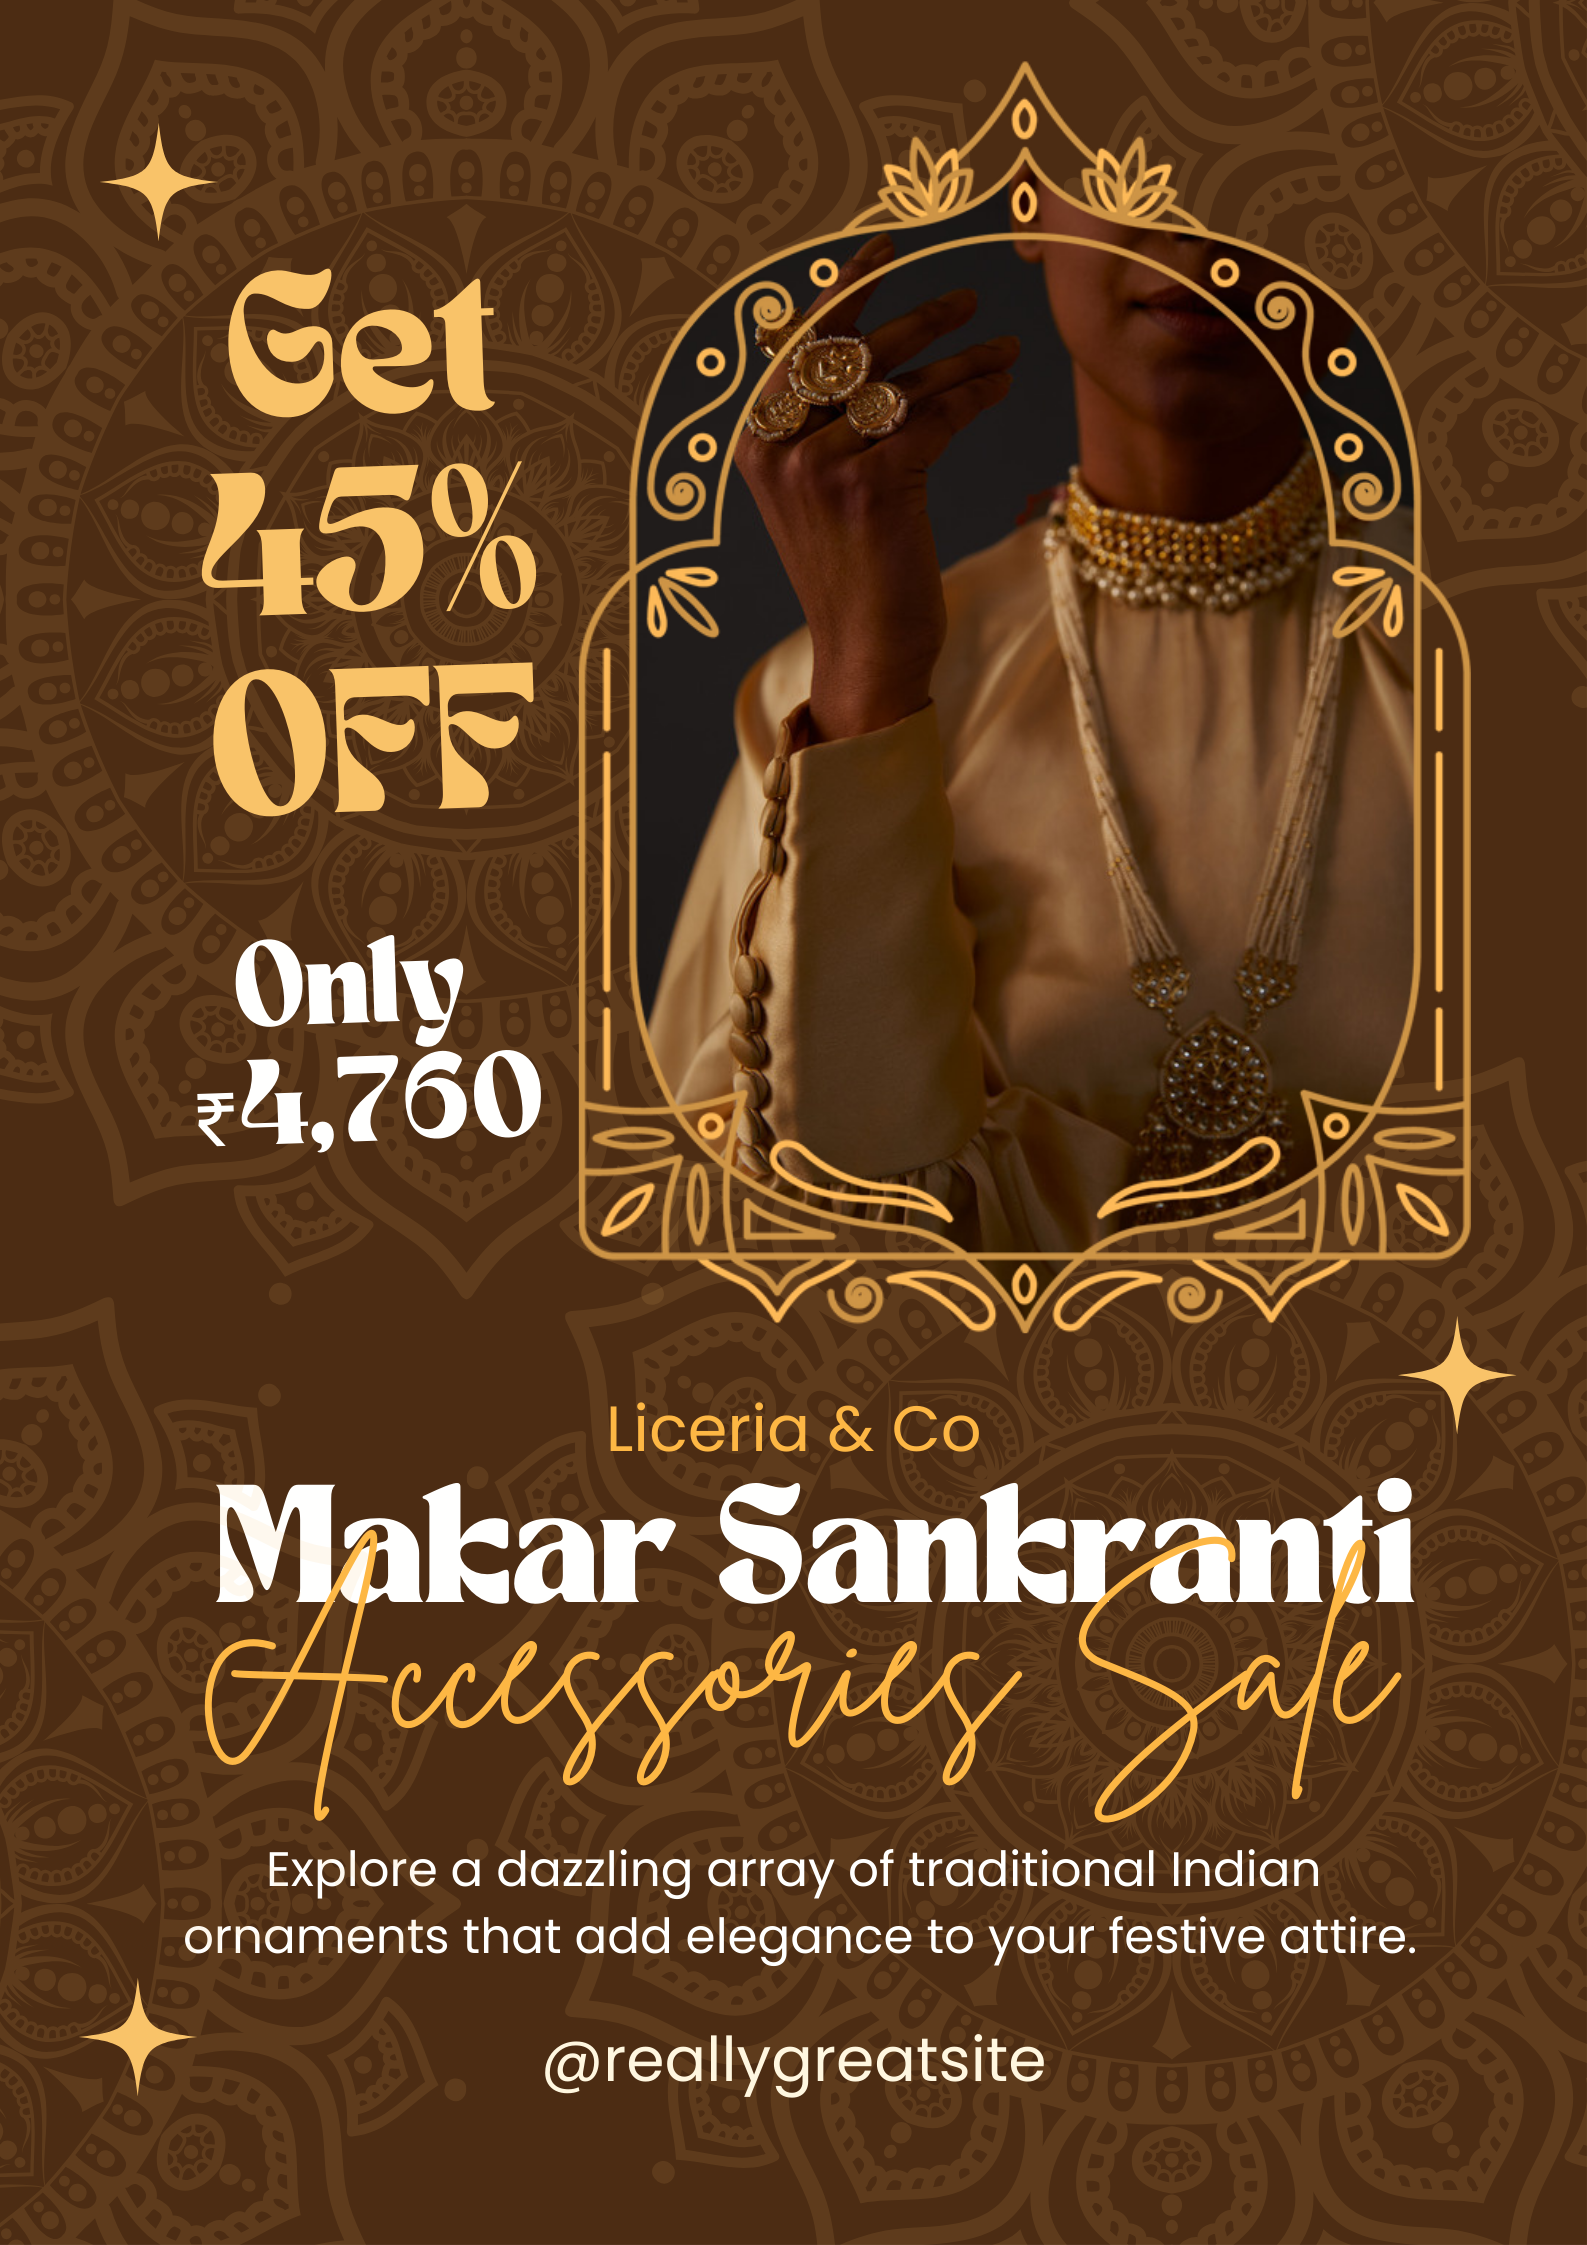 Get
45%
OFF
Only
₹4,760
Liceria & Co
Makar Sankranti
Accessories Sale
Explore a dazzling array of traditional Indian
ornaments that add elegance to your festive attire.
@reallygreatsite